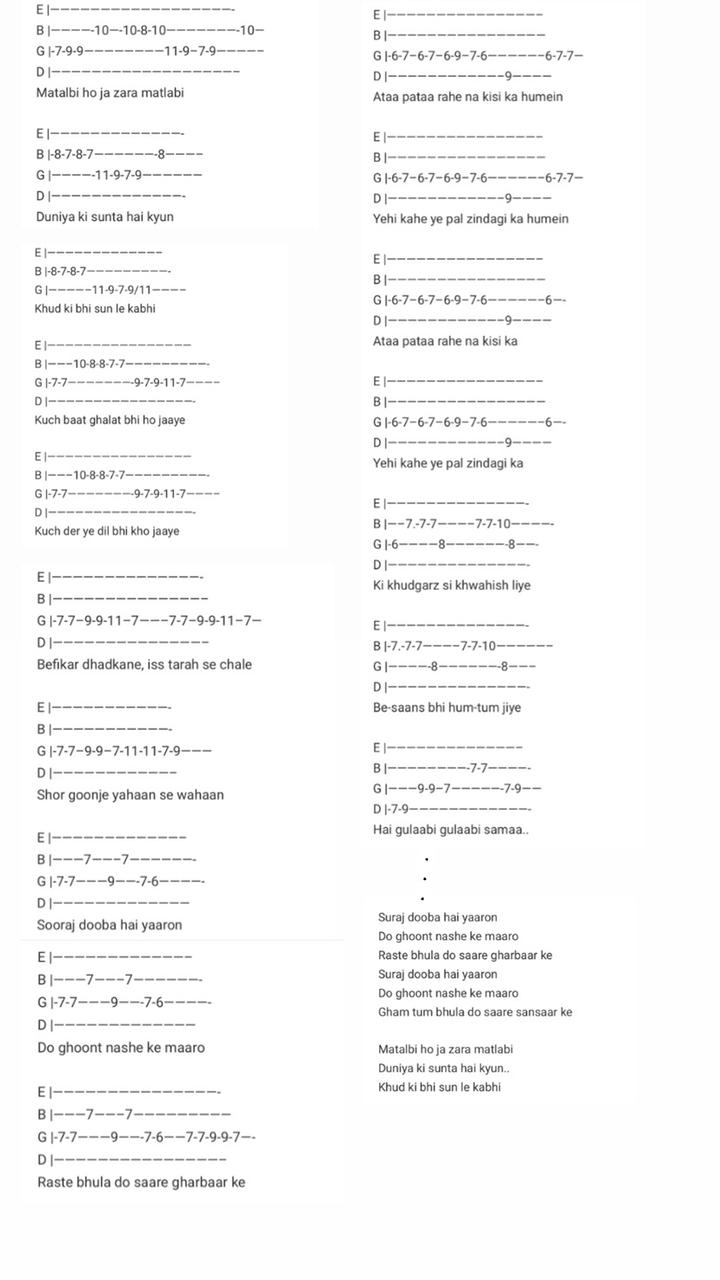 E |——————————————-
B |————-10—-10-8-10————————-10—
G |-7-9-9————————————11-9–7-9—————
D |———————————————
Matalbi ho ja zara matlabi
E |——————————————-
B |-8-7-8-7———————-8————
G |————-11-9-7-9——————
D |——————————————-
Duniya ki sunta hai kyun
E |—————————————
B |-8-7-8-7—————————-
G |—————11-9-7-9/11————
Khud ki bhi sun le kabhi
E |—————————————————
B |———10-8-8-7-7—————————-
G |-7-7———————-9-7-9-11-7————
D |—————————————————-
Kuch baat ghalat bhi ho jaaye
E |—————————————————
B |———10-8-8-7-7—————————-
G |-7-7———————-9-7-9-11-7————
D |—————————————————-
Kuch der ye dil bhi kho jaaye
E |—————————————————-
B |—————————————————
G |-7-7–9-9-11–7———7-7–9-9-11–7—
D |—————————————————
Befikar dhadkane, iss tarah se chale
E |————————————-
B |————————————-
G |-7-7–9-9–7-11-11-7-9———
D |—————————————
Shor goonje yahaan se wahaan
E |——————————————
B |———7———7——————-
G |-7-7———9——-7-6————-
D |——————————————
Sooraj dooba hai yaaron
E |——————————————
B |———7———7——————-
G |-7-7———9——-7-6————-
D |——————————————
Do ghoont nashe ke maaro
E |—————————————————-
B |———7———7—————————
G |-7-7———9——-7-6——7-7-9-9-7—-
D |—————————————————
Raste bhula do saare gharbaar ke
E |—————————————————
B |—————————————————
G |-6-7–6-7–6-9–7-6——————6-7-7—
D |————————————9————
Ataa pataa rahe na kisi ka humein
E |—————————————————
B |—————————————————
G |-6-7–6-7–6-9–7-6——————6-7-7—
D |————————————9————
Yehi kahe ye pal zindagi ka humein
E |—————————————————
B |—————————————————
G |-6-7–6-7–6-9–7-6——————6—-
D |————————————9————
Ataa pataa rahe na kisi ka
E |—————————————————
B |—————————————————
G |-6-7–6-7–6-9–7-6——————6—-
D |————————————9————
Yehi kahe ye pal zindagi ka
E |——————————————-
B |––7.-7-7————7-7-10————-
G |-6————8——————-8——-
D |——————————————-
Ki khudgarz si khwahish liye
E |——————————————-
B |-7.-7-7————7-7-10——————
G |————-8——————-8———
D |——————————————-
Be-saans bhi hum-tum jiye
E |——————————————
B |————————-7-7————-
G |———9-9–7—————-7-9——
D |-7-9————————————-
Hai gulaabi gulaabi samaa..
.
.
.
Suraj dooba hai yaaron
Do ghoont nashe ke maaro
Raste bhula do saare gharbaar ke
Suraj dooba hai yaaron
Do ghoont nashe ke maaro
Gham tum bhula do saare sansaar ke
Matalbi ho ja zara matlabi
Duniya ki sunta hai kyun..
Khud ki bhi sun le kabhi